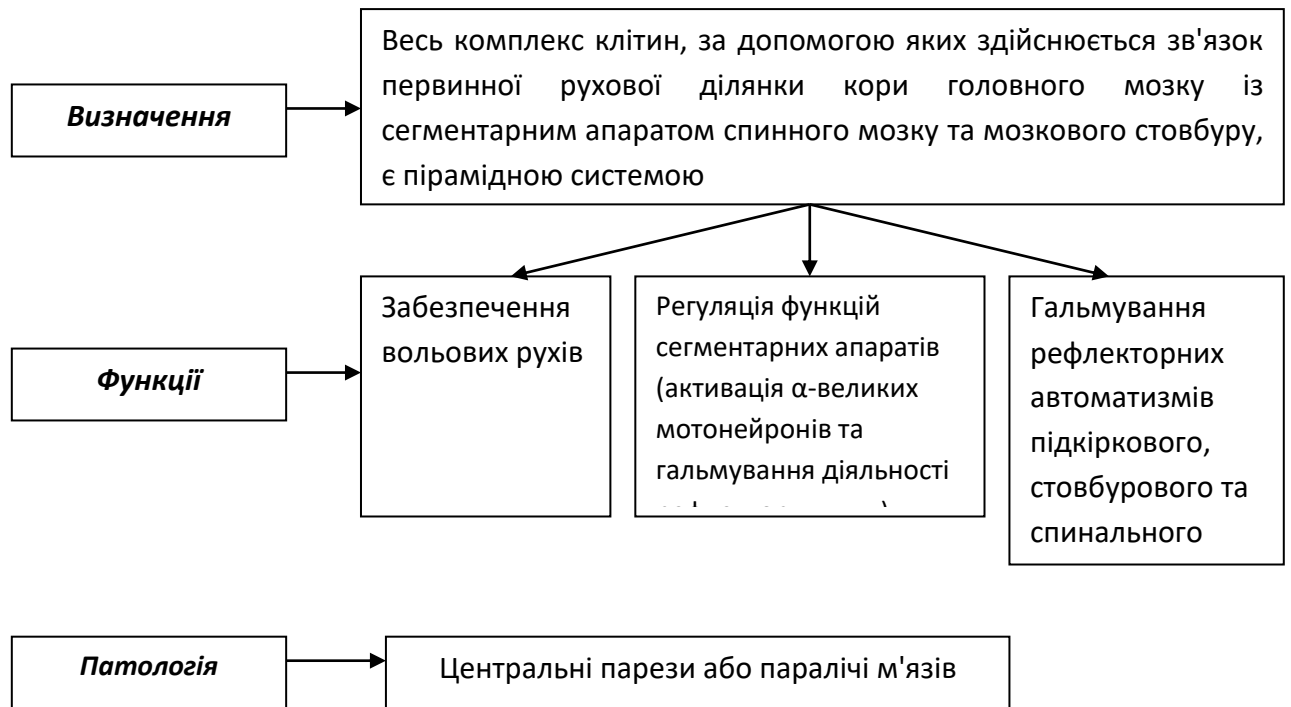 Визначення
Весь комплекс клітин, за допомогою яких здійснюється зв'язок
первинної рухової ділянки кори головного мозку із
сегментарним апаратом спинного мозку та мозкового стовбуру,
є пірамідною системою
Функції
Забезпечення
вольових рухів
Регуляція функцій
сегментарних апаратів
(активація α-великих
мотонейронів та
гальмування діяльності
Гальмування
рефлекторних
автоматизмів
підкіркового,
стовбурового та
спинального
Патологія
Центральні парези або паралічі м'язів